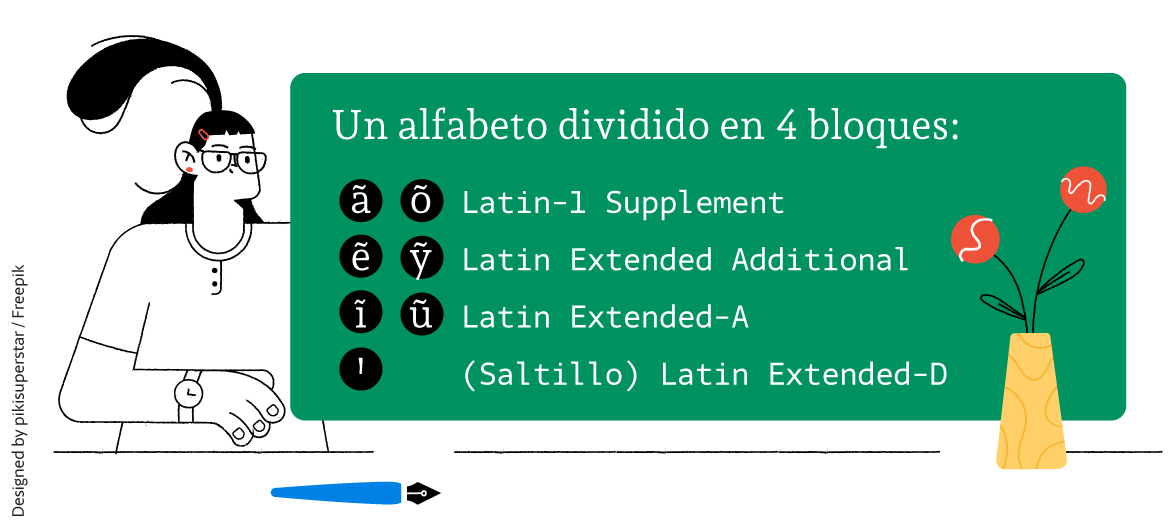 Un alfabeto dividido en 4 bloques:
ã õ Latin-1 Supplement
ẽ ỹ Latin Extended Additional
ĩ ũ Latin Extended-A
ꞌ (Saltillo) Latin Extended-D
Designed by pikisuperstar / Freepik